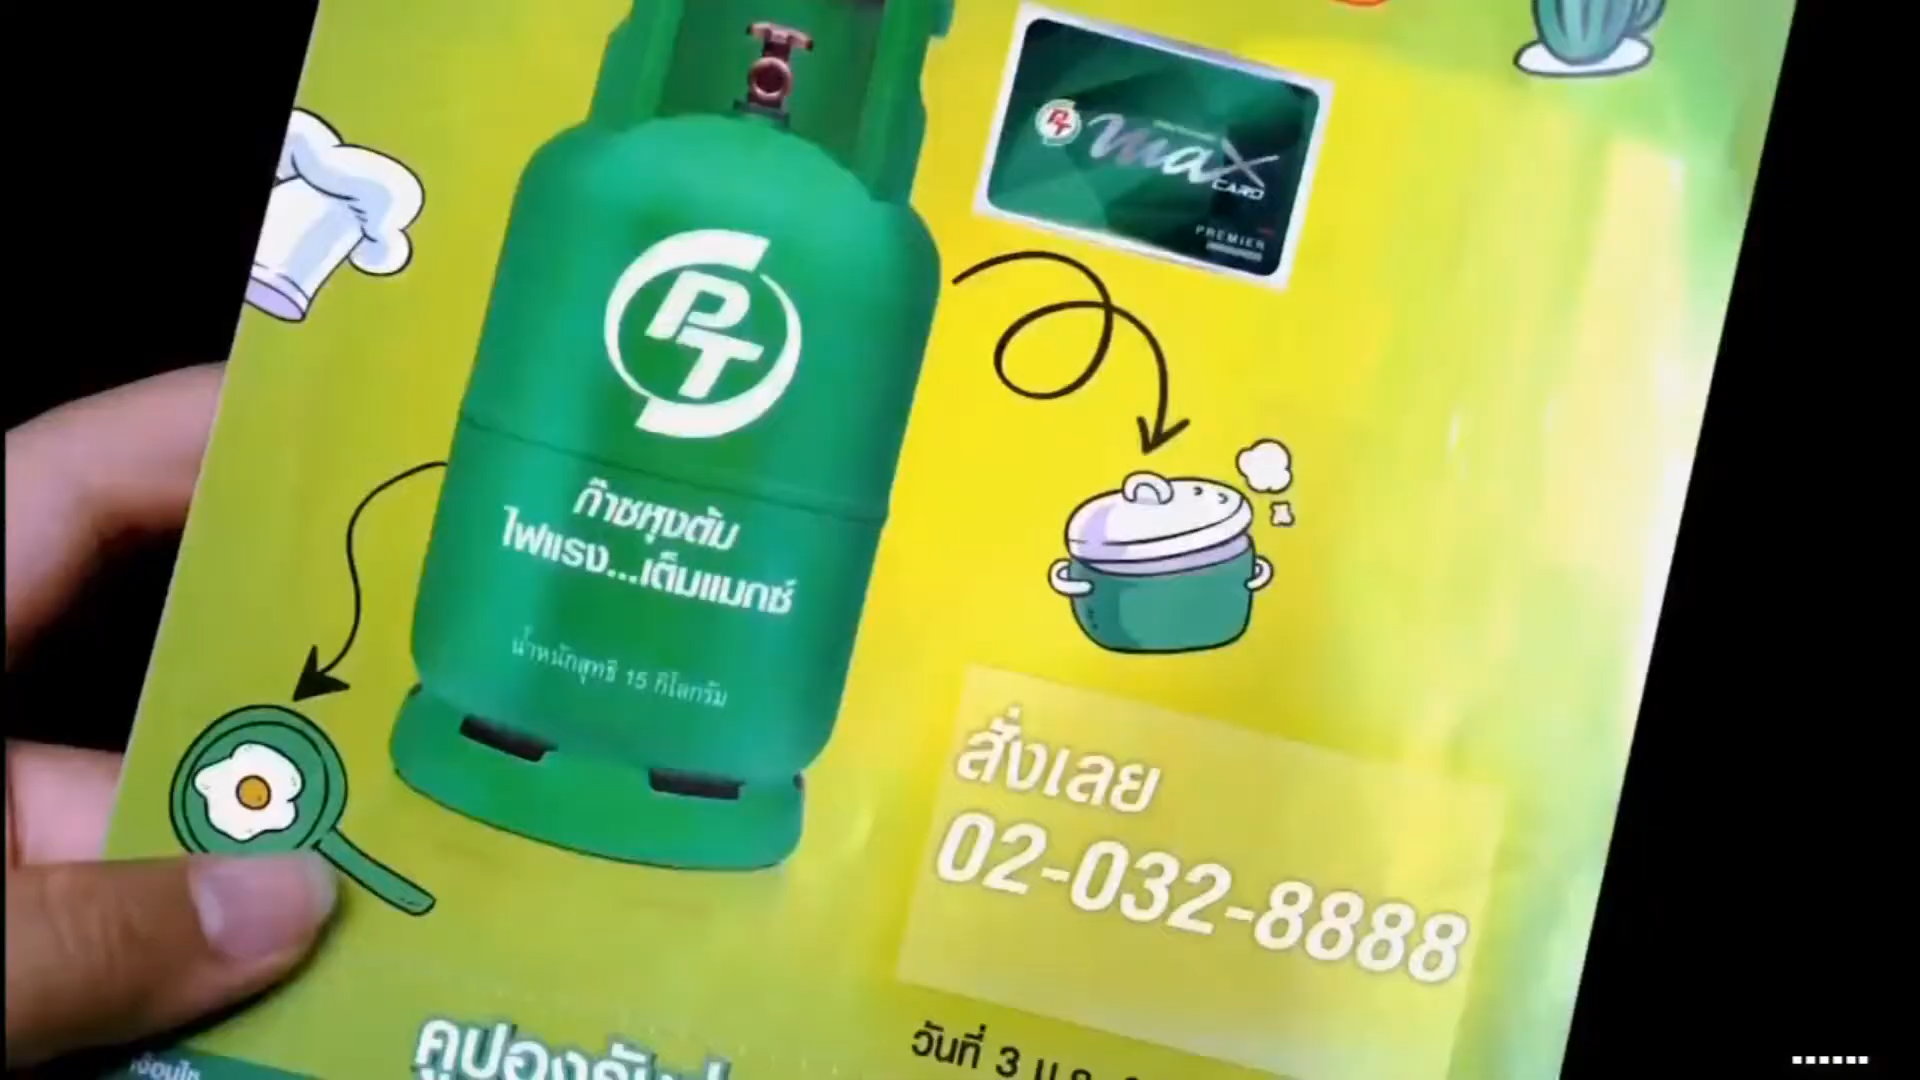 PT
max
CARD
PREMIER
PT
ก๊าซหุงต้ม
ไฟแรง...เต็มแมกซ์
น้ำหนักสุทธิ 15 กิโลกรัม
สั่งเลย
02-032-8888
วันที่ 3